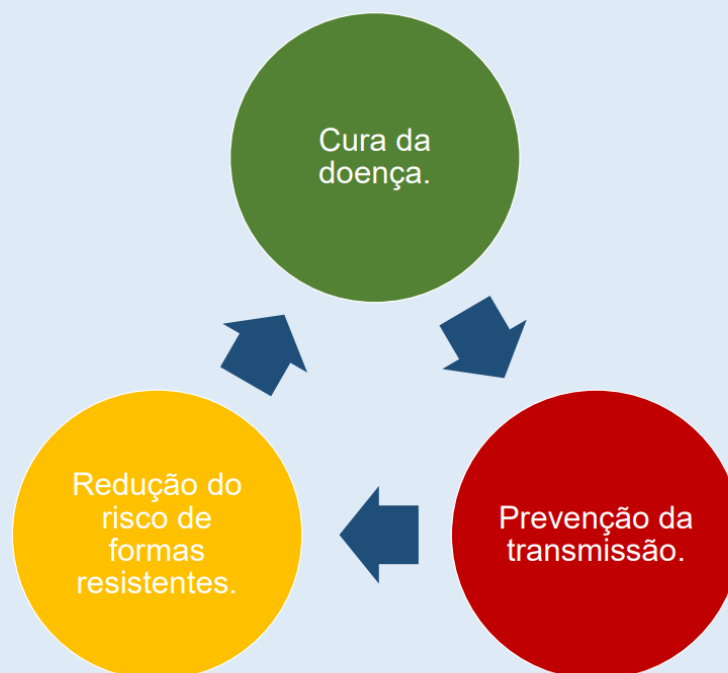 Cura da
doença.
Redução do
risco de
formas
resistentes.
Prevenção da
transmissão.